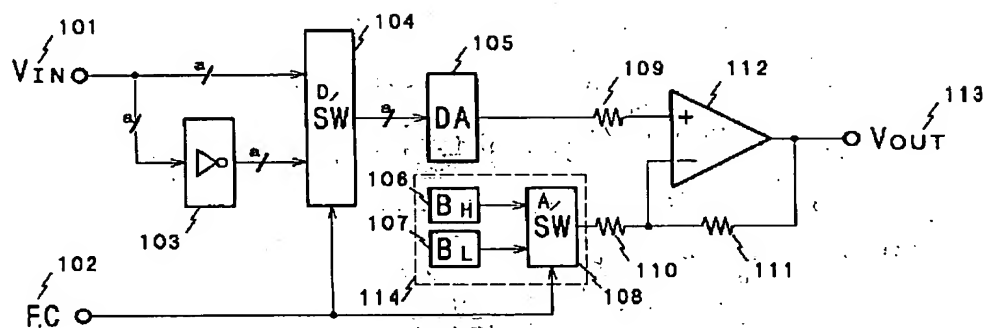 101
VIN
a
a
103
a
104
D/
SW
a
105
DA
109
112
+
−
113
VOUT
106
BH
107
BL
A/
SW
114
108
110
111
102
FC